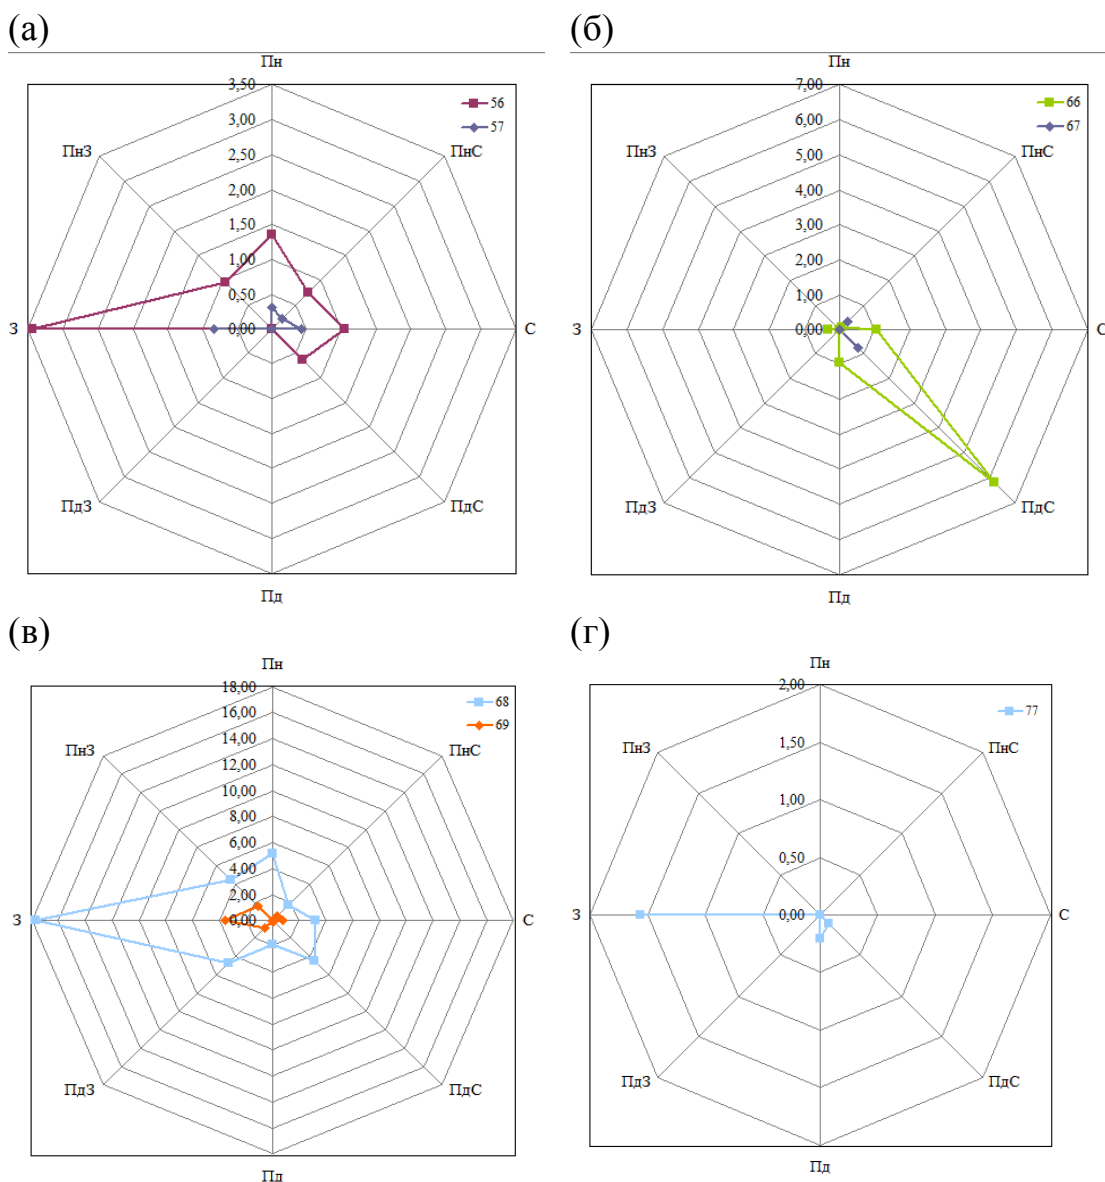 (а)
Пн
3,50
3,00
2,50
2,00
1,50
1,00
0,50
0,00
56
57
ПнЗ
ПнС
З
С
ПдЗ
ПдС
Пд
(б)
Пн
7,00
6,00
5,00
4,00
3,00
2,00
1,00
0,00
66
67
ПнЗ
ПнС
З
С
ПдЗ
ПдС
Пд
(в)
Пн
18,00
16,00
14,00
12,00
10,00
8,00
6,00
4,00
2,00
0,00
68
69
ПнЗ
ПнС
З
С
ПдЗ
ПдС
Пд
(г)
Пн
2,00
1,50
1,00
0,50
0,00
77
ПнЗ
ПнС
З
С
ПдЗ
ПдС
Пд